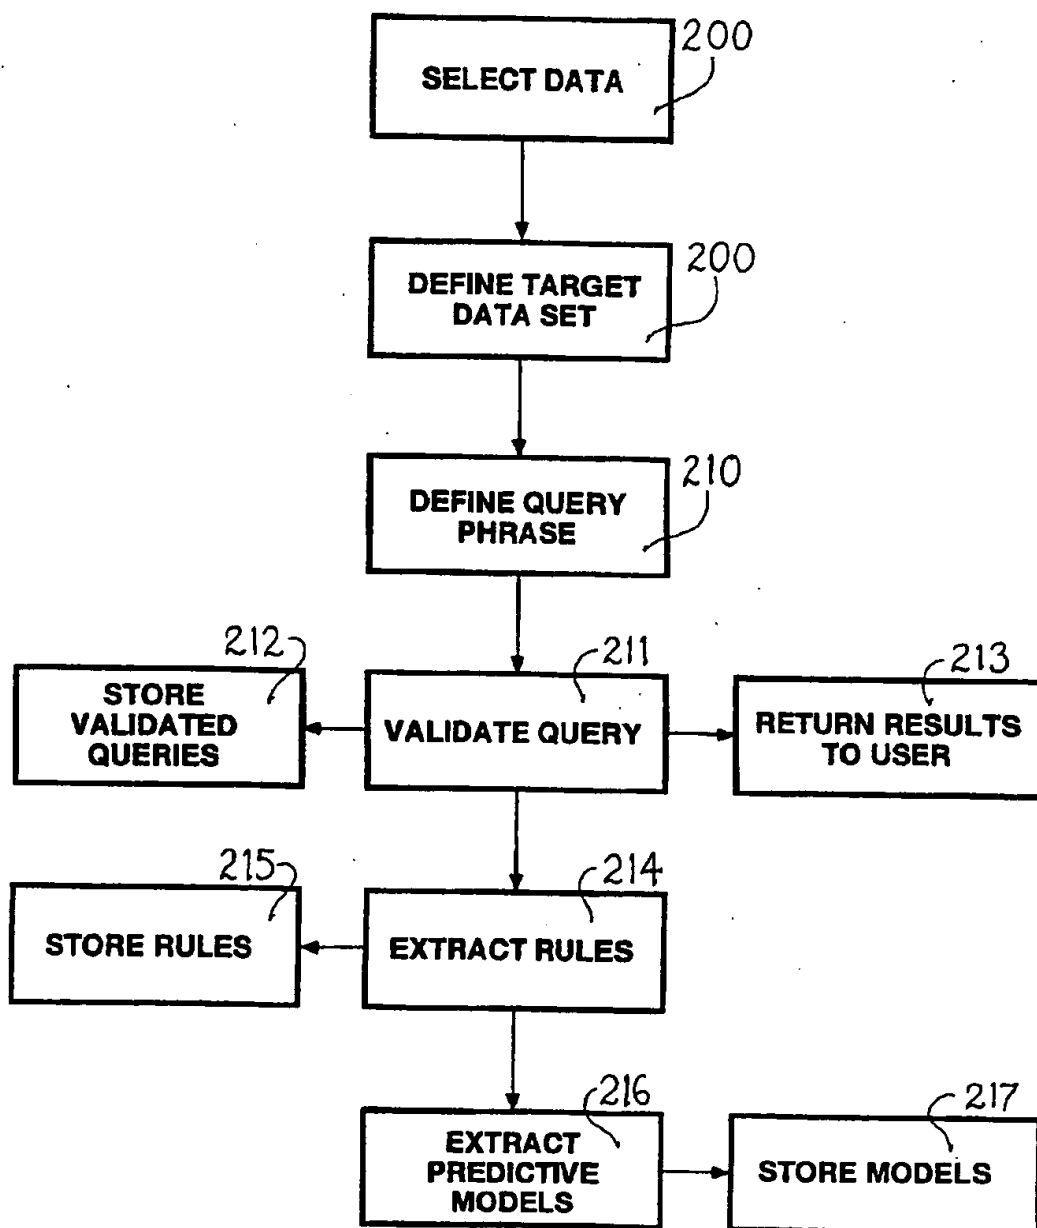 200
SELECT DATA
200
DEFINE TARGET
DATA SET
210
DEFINE QUERY
PHRASE
212
STORE
VALIDATED
QUERIES
211
VALIDATE QUERY
213
RETURN RESULTS
TO USER
215
STORE RULES
214
EXTRACT RULES
216
EXTRACT
PREDICTIVE
MODELS
217
STORE MODELS